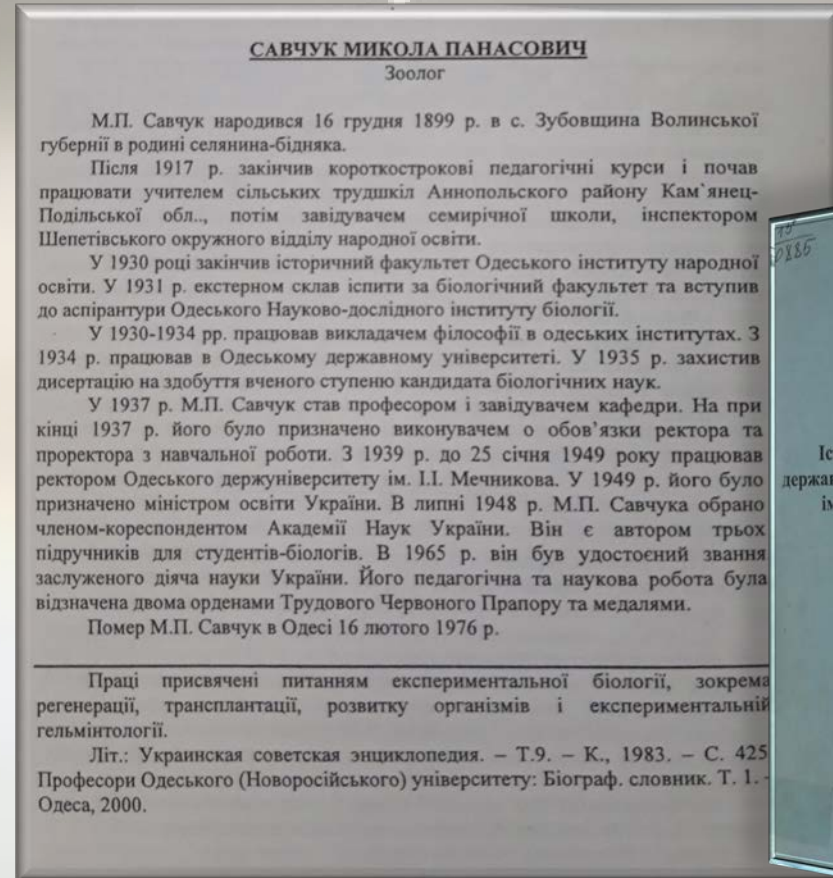 САВЧУК МИКОЛА ПАНАСОВИЧ
Зоолог
М.П. Савчук народився 16 грудня 1899 р. в с. Зубовщина Волинської
губернії в родині селянина-бідняка.
Після 1917 р. закінчив короткострокові педагогічні курси і почав
працювати учителем сільських трудшкіл Аннопольского району Кам`янец-
Подільської обл.., потім завідувачем семирічної школи, інспектором
Шепетівського окружного відділу народної освіти.
У 1930 році закінчив історичний факультет Одеського інституту народної
освіти. У 1931 р. екстерном склав іспити за біологічний факультет та вступив
до аспірантури Одеського Науково-дослідного інституту біології.
У 1930-1934 рр. працював викладачем філософії в одеських інститутах. З
1934 р. працював в Одеському державному університеті. У 1935 р. захистив
дисертацію на здобуття вченого ступеню кандидата біологічних наук.
У 1937 р. М.П. Савчук став професором і завідувачем кафедри. На при
кінці 1937 р. його було призначено виконувачем о обов’язки ректора та
проректора з навчальної роботи. З 1939 р. до 25 січня 1949 року працював
ректором Одеського держуніверситету ім. І.І. Мечникова. У 1949 р. його було
призначено міністром освіти України. В липні 1948 р. М.П. Савчука обрано
членом-кореспондентом Академії Наук України. Він є автором трьох
підручників для студентів-біологів. В 1965 р. він був удостоєний звання
заслуженого діяча науки України. Його педагогічна та наукова робота була
відзначена двома орденами Трудового Червоного Прапору та медалями.
Помер М.П. Савчук в Одесі 16 лютого 1976 р.
Праці присвячені питанням експериментальної біології, зокрема
регенерації, трансплантації, розвитку організмів і експериментальній
гельмінтології.
Літ.: Украинская советская энциклопедия. – Т.9. – К., 1983. – С. 425
Професори Одеського (Новоросійського) університету: Біограф. словник. Т. 1. -
Одеса, 2000.